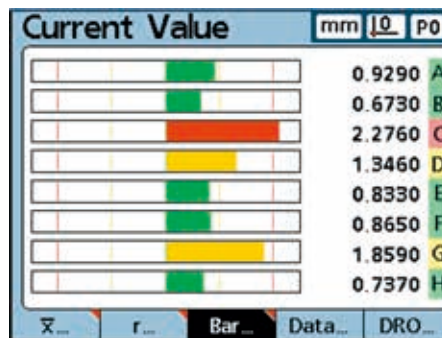 Current Value mm 0 P0
0.9290 A
0.6730 B
2.2760 C
1.3460 D
0.8330 E
0.8650 F
1.8590 G
0.7370 H
x̅... r... Bar... Data... DRO...